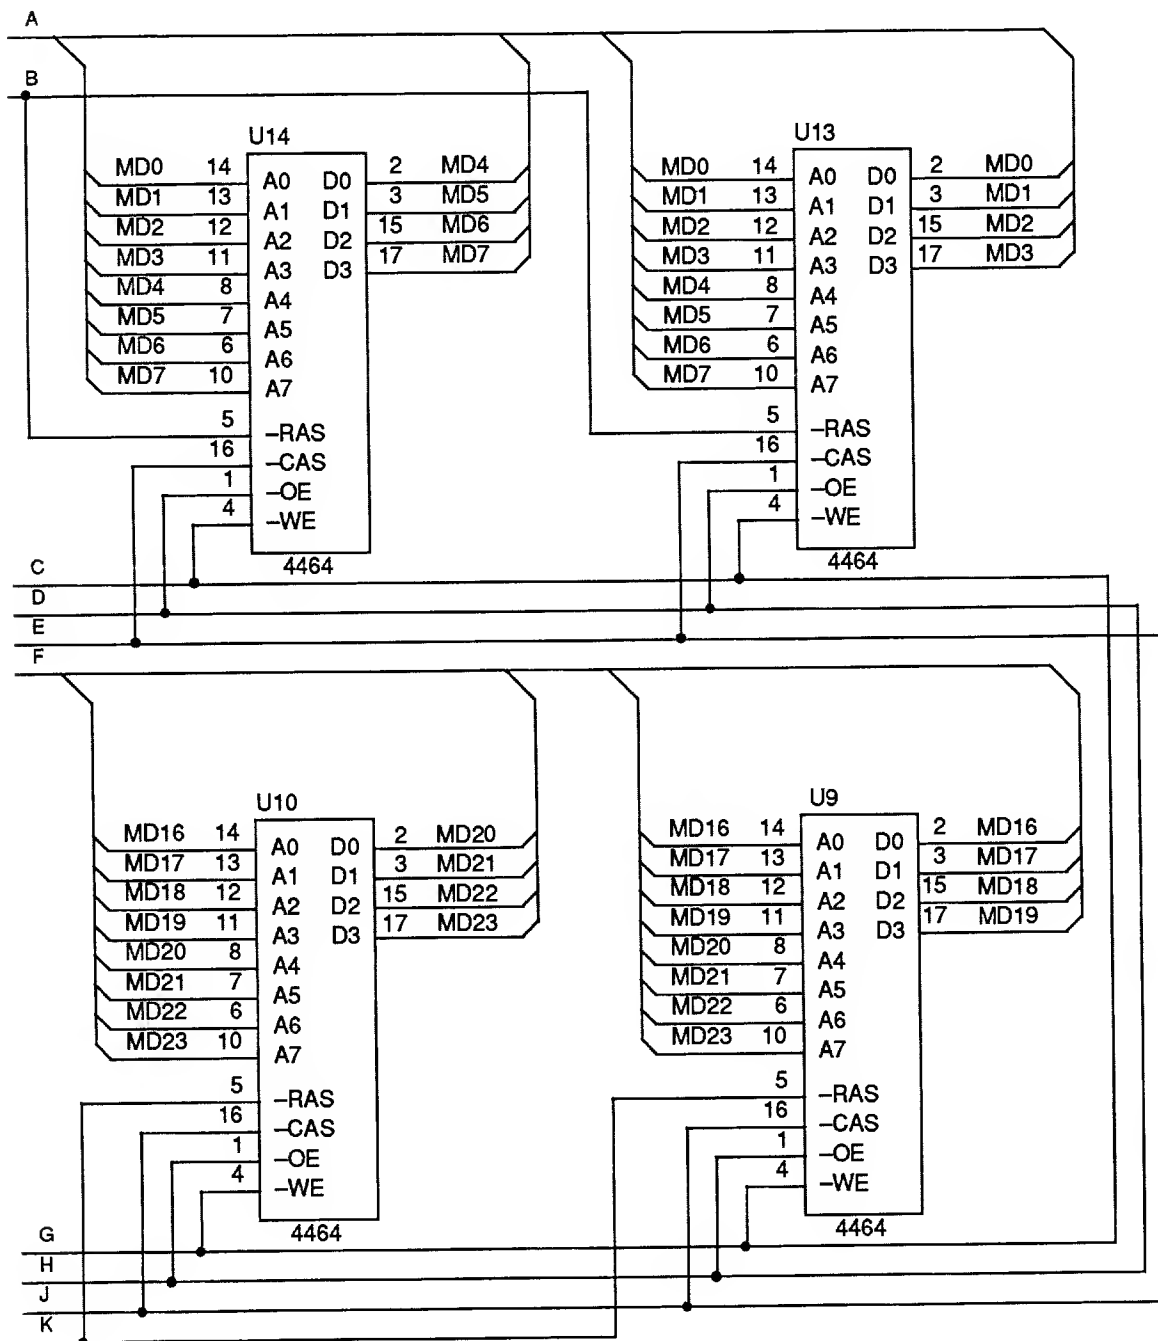 A
B
U14
MD0 14 A0 D0 2 MD4
MD1 13 A1 D1 3 MD5
MD2 12 A2 D2 15 MD6
MD3 11 A3 D3 17 MD7
MD4 8 A4
MD5 7 A5
MD6 6 A6
MD7 10 A7
5 –RAS
16 –CAS
1 –OE
4 –WE
4464
U13
MD0 14 A0 D0 2 MD0
MD1 13 A1 D1 3 MD1
MD2 12 A2 D2 15 MD2
MD3 11 A3 D3 17 MD3
MD4 8 A4
MD5 7 A5
MD6 6 A6
MD7 10 A7
5 –RAS
16 –CAS
1 –OE
4 –WE
4464
C
D
E
F
U10
MD16 14 A0 D0 2 MD20
MD17 13 A1 D1 3 MD21
MD18 12 A2 D2 15 MD22
MD19 11 A3 D3 17 MD23
MD20 8 A4
MD21 7 A5
MD22 6 A6
MD23 10 A7
5 –RAS
16 –CAS
1 –OE
4 –WE
4464
U9
MD16 14 A0 D0 2 MD16
MD17 13 A1 D1 3 MD17
MD18 12 A2 D2 15 MD18
MD19 11 A3 D3 17 MD19
MD20 8 A4
MD21 7 A5
MD22 6 A6
MD23 10 A7
5 –RAS
16 –CAS
1 –OE
4 –WE
4464
G
H
J
K